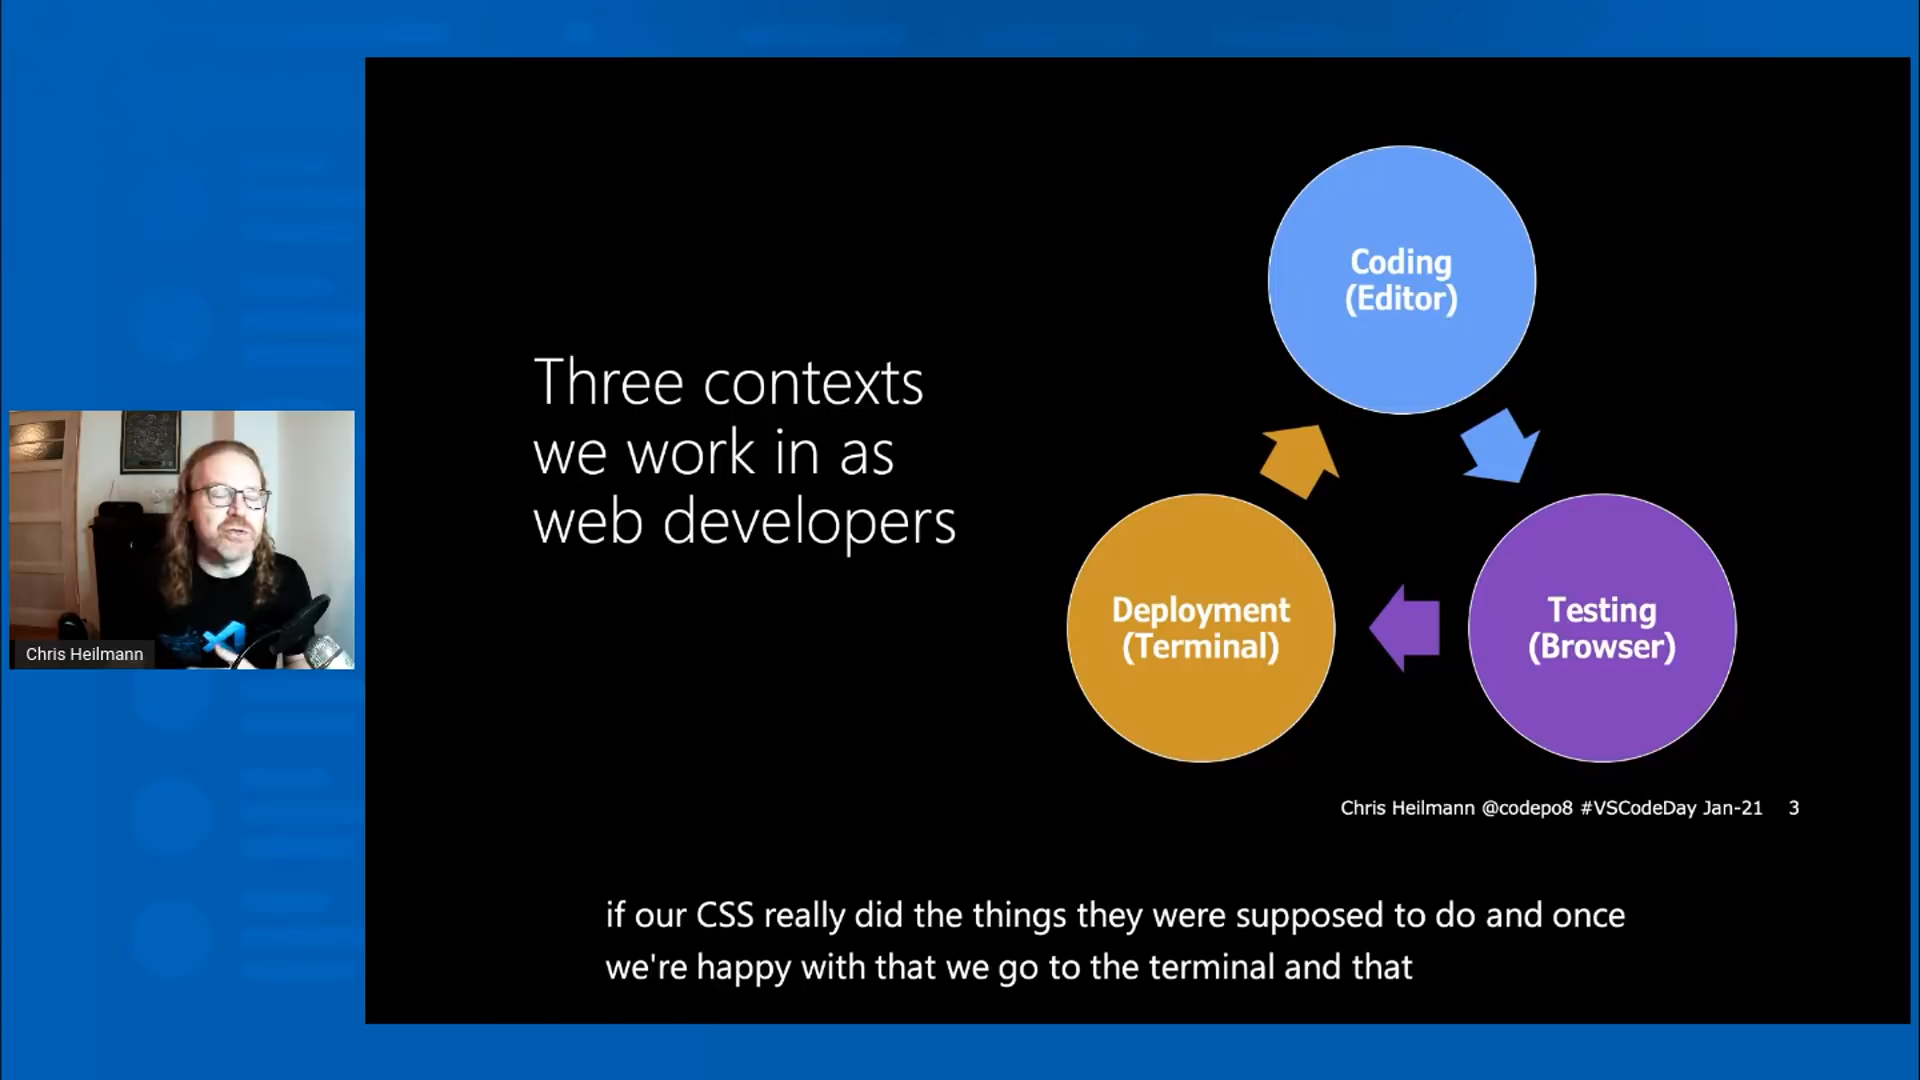 Three contexts
we work in as
web developers
Coding
(Editor)
Deployment
(Terminal)
Testing
(Browser)
Chris Heilmann
Chris Heilmann @codepo8 #VSCodeDay Jan-21 3
if our CSS really did the things they were supposed to do and once
we're happy with that we go to the terminal and that